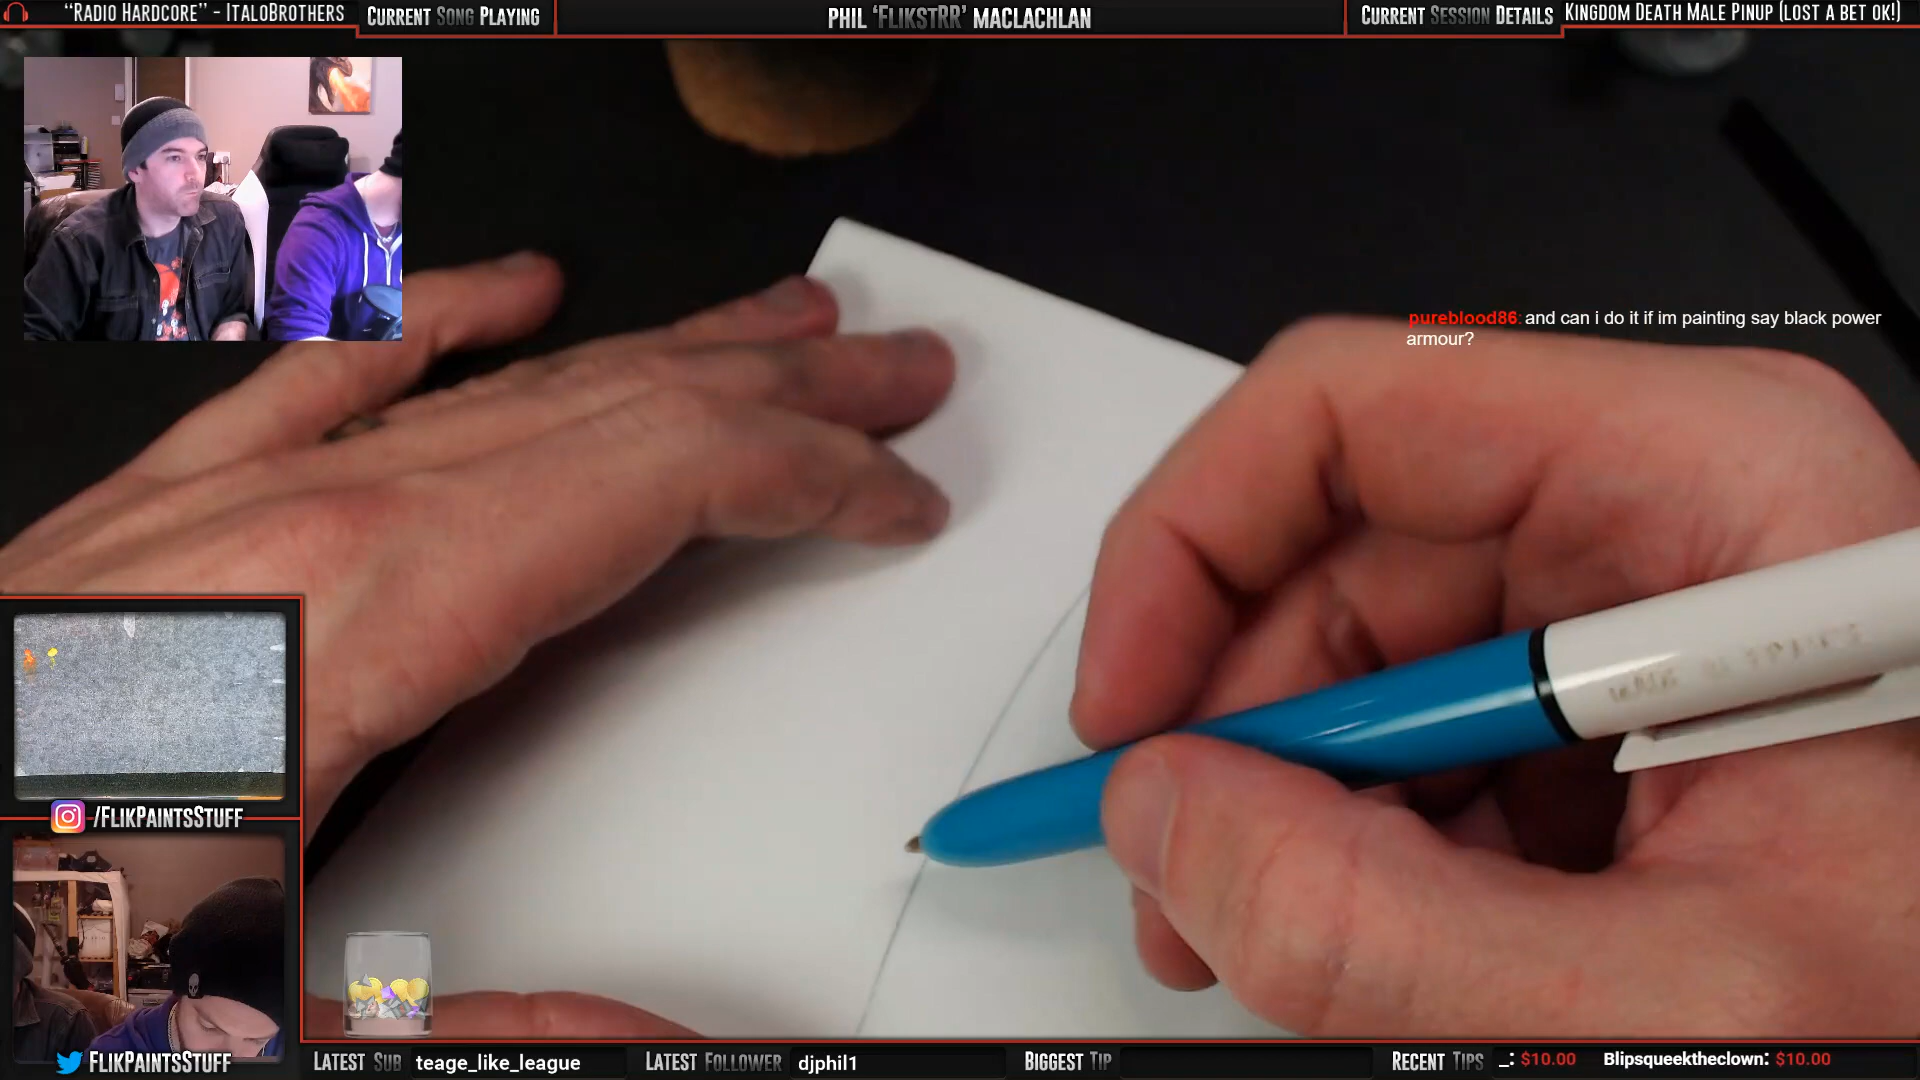 "Radio Hardcore" - ItaloBrothers
Current Song Playing
Phil 'FlikstRR' Maclachlan
Current Session Details
Kingdom Death Male Pinup (lost a bet ok!)
pureblood86: and can i do it if im painting say black power
armour?
/FlikPaintsStuff
FlikPaintsStuff
Latest Sub teage_like_league
Latest Follower djphil1
Biggest Tip
Recent Tips _: $10.00 Blipsqueektheclown: $10.00